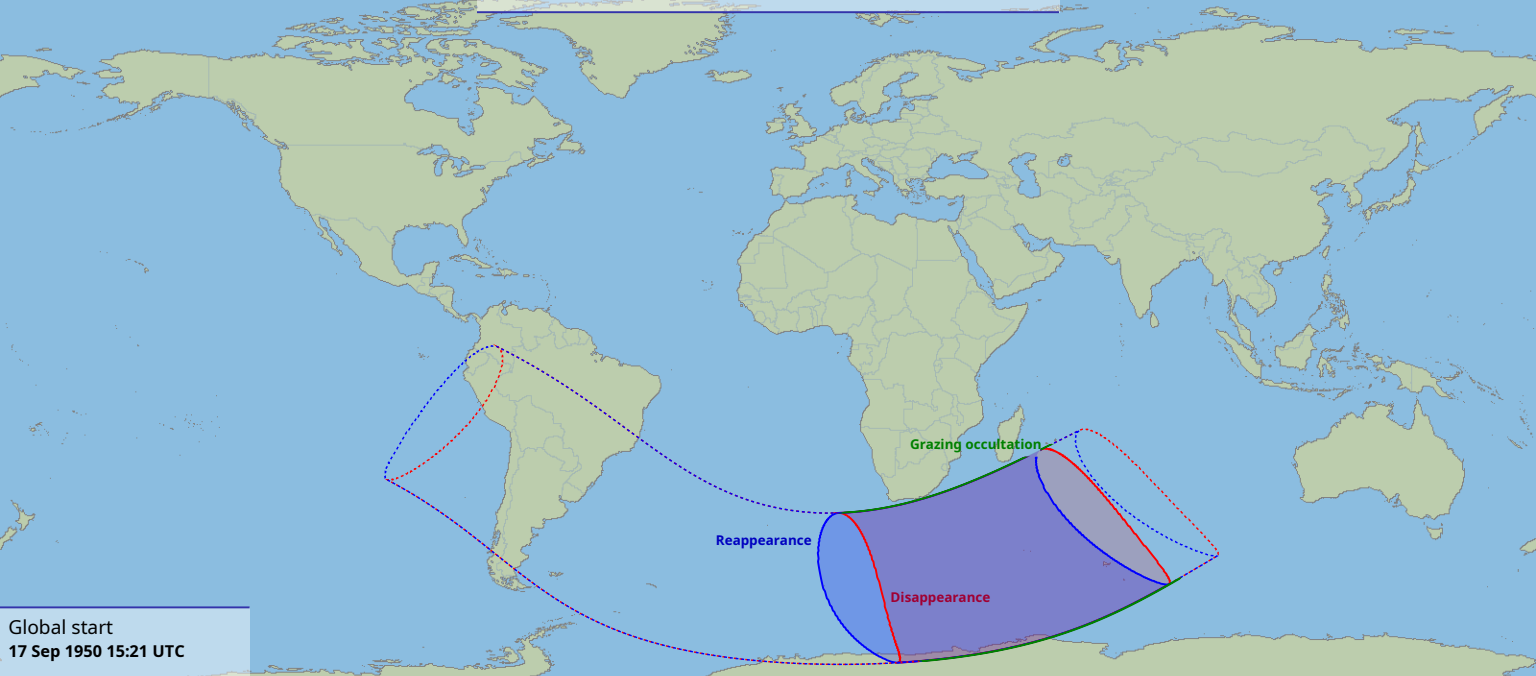 Grazing occultation
Reappearance
Disappearance
Global start
17 Sep 1950 15:21 UTC